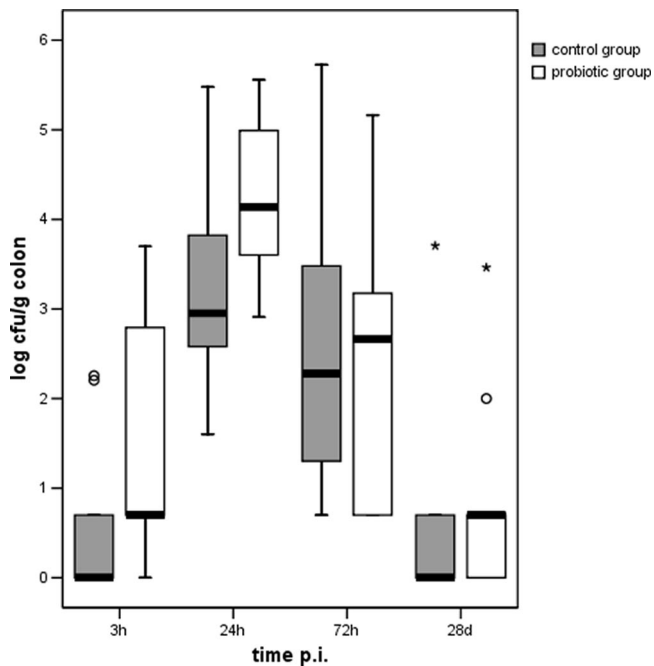 control group
probiotic group
6
5
4
3
2
1
0
log cfu/g colon
3h 24h 72h 28d
time p.i.